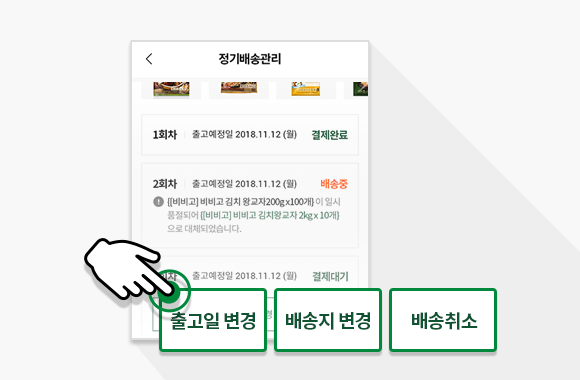 정기배송관리
1회차 출고예정일 2018.11.12 (월) 결제완료
2회차 출고예정일 2018.11.12 (월) 배송중
{[비비고] 비비고 김치 왕교자200g x100개} 이 일시
품절되어 {[비비고] 비비고 김치왕교자 2kg x 10개}
으로 대체되었습니다.
출고예정일 2018.11.12 (월) 결제대기
출고일 변경 배송지 변경 배송취소